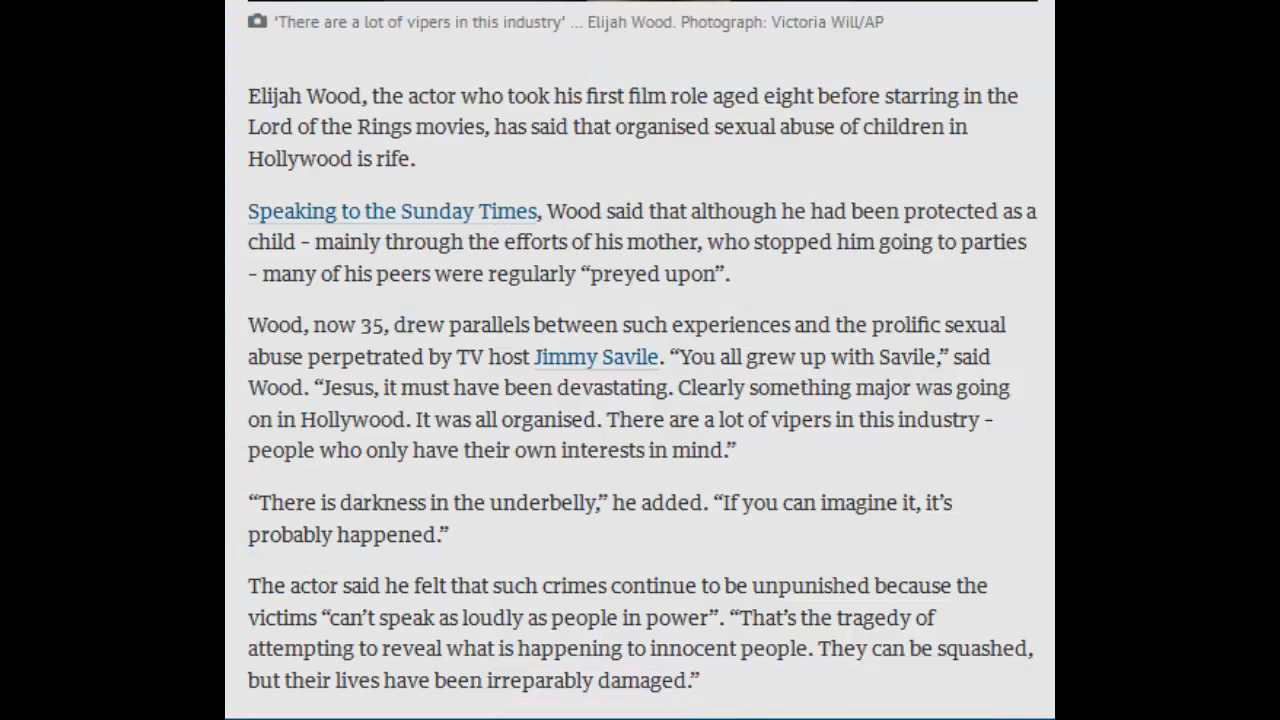 'There are a lot of vipers in this industry' ... Elijah Wood. Photograph: Victoria Will/AP
Elijah Wood, the actor who took his first film role aged eight before starring in the
Lord of the Rings movies, has said that organised sexual abuse of children in
Hollywood is rife.
Speaking to the Sunday Times, Wood said that although he had been protected as a
child – mainly through the efforts of his mother, who stopped him going to parties
– many of his peers were regularly “preyed upon”.
Wood, now 35, drew parallels between such experiences and the prolific sexual
abuse perpetrated by TV host Jimmy Savile. “You all grew up with Savile,” said
Wood. “Jesus, it must have been devastating. Clearly something major was going
on in Hollywood. It was all organised. There are a lot of vipers in this industry –
people who only have their own interests in mind.”
“There is darkness in the underbelly,” he added. “If you can imagine it, it’s
probably happened.”
The actor said he felt that such crimes continue to be unpunished because the
victims “can’t speak as loudly as people in power”. “That’s the tragedy of
attempting to reveal what is happening to innocent people. They can be squashed,
but their lives have been irreparably damaged.”